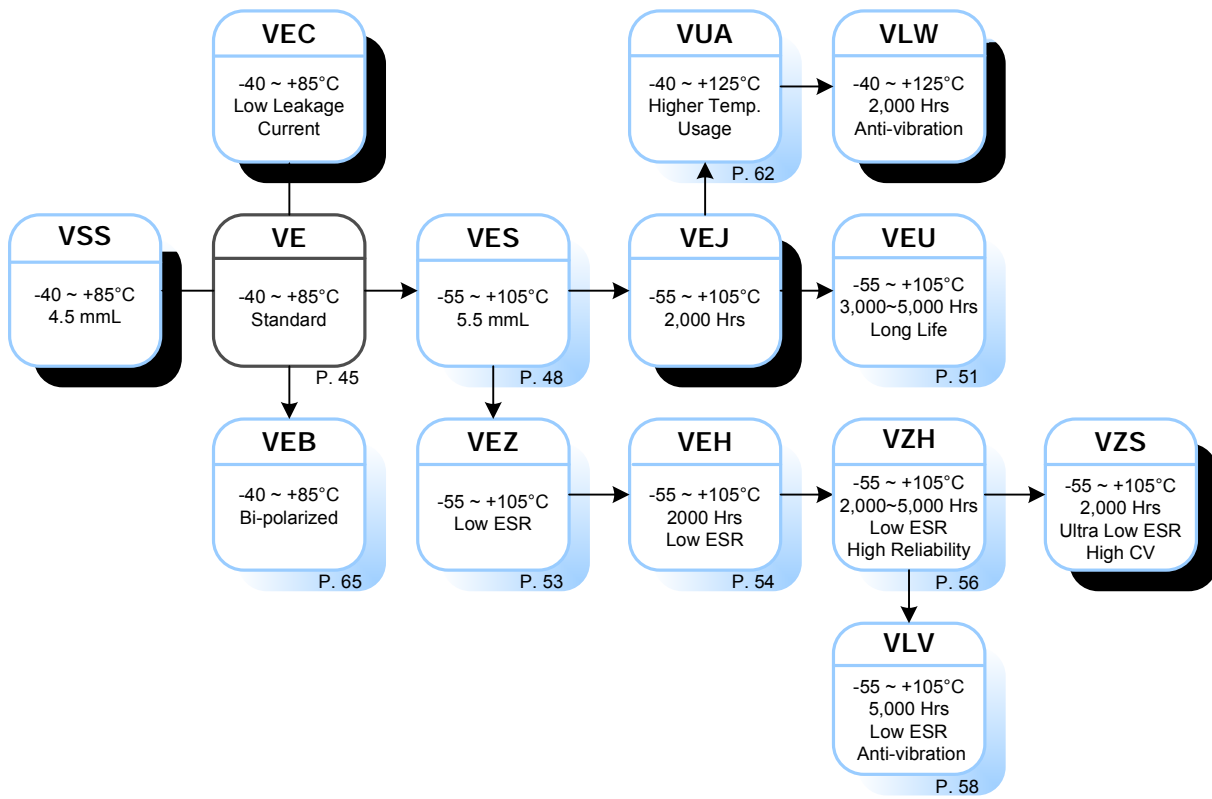 VEC
-40 ~ +85°C
Low Leakage
Current
VUA
-40 ~ +125°C
Higher Temp.
Usage
P. 62
VLW
-40 ~ +125°C
2,000 Hrs
Anti-vibration
VSS
-40 ~ +85°C
4.5 mmL
VE
-40 ~ +85°C
Standard
P. 45
VES
-55 ~ +105°C
5.5 mmL
P. 48
VEJ
-55 ~ +105°C
2,000 Hrs
VEU
-55 ~ +105°C
3,000~5,000 Hrs
Long Life
P. 51
VEB
-40 ~ +85°C
Bi-polarized
P. 65
VEZ
-55 ~ +105°C
Low ESR
P. 53
VEH
-55 ~ +105°C
2000 Hrs
Low ESR
P. 54
VZH
-55 ~ +105°C
2,000~5,000 Hrs
Low ESR
High Reliability
P. 56
VZS
-55 ~ +105°C
2,000 Hrs
Ultra Low ESR
High CV
VLV
-55 ~ +105°C
5,000 Hrs
Low ESR
Anti-vibration
P. 58